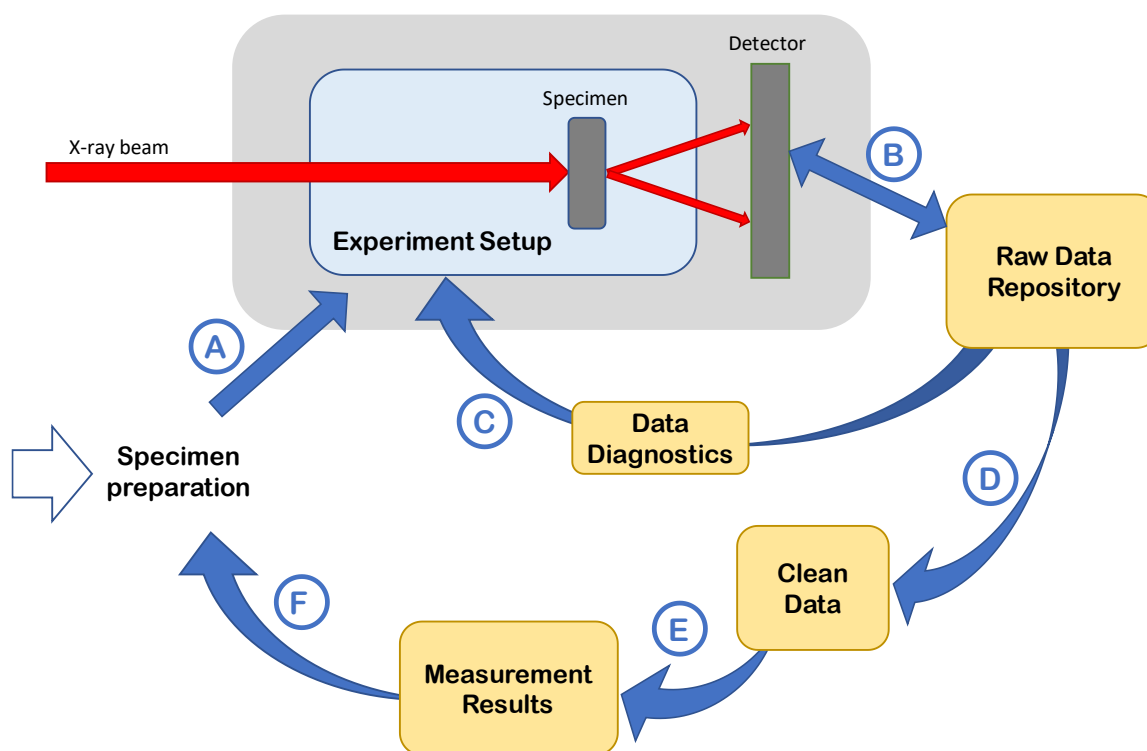 Detector
Specimen
X-ray beam
B
Experiment Setup
Raw Data
Repository
A
C
Data
Diagnostics
Specimen
preparation
D
Clean
Data
F
E
Measurement
Results